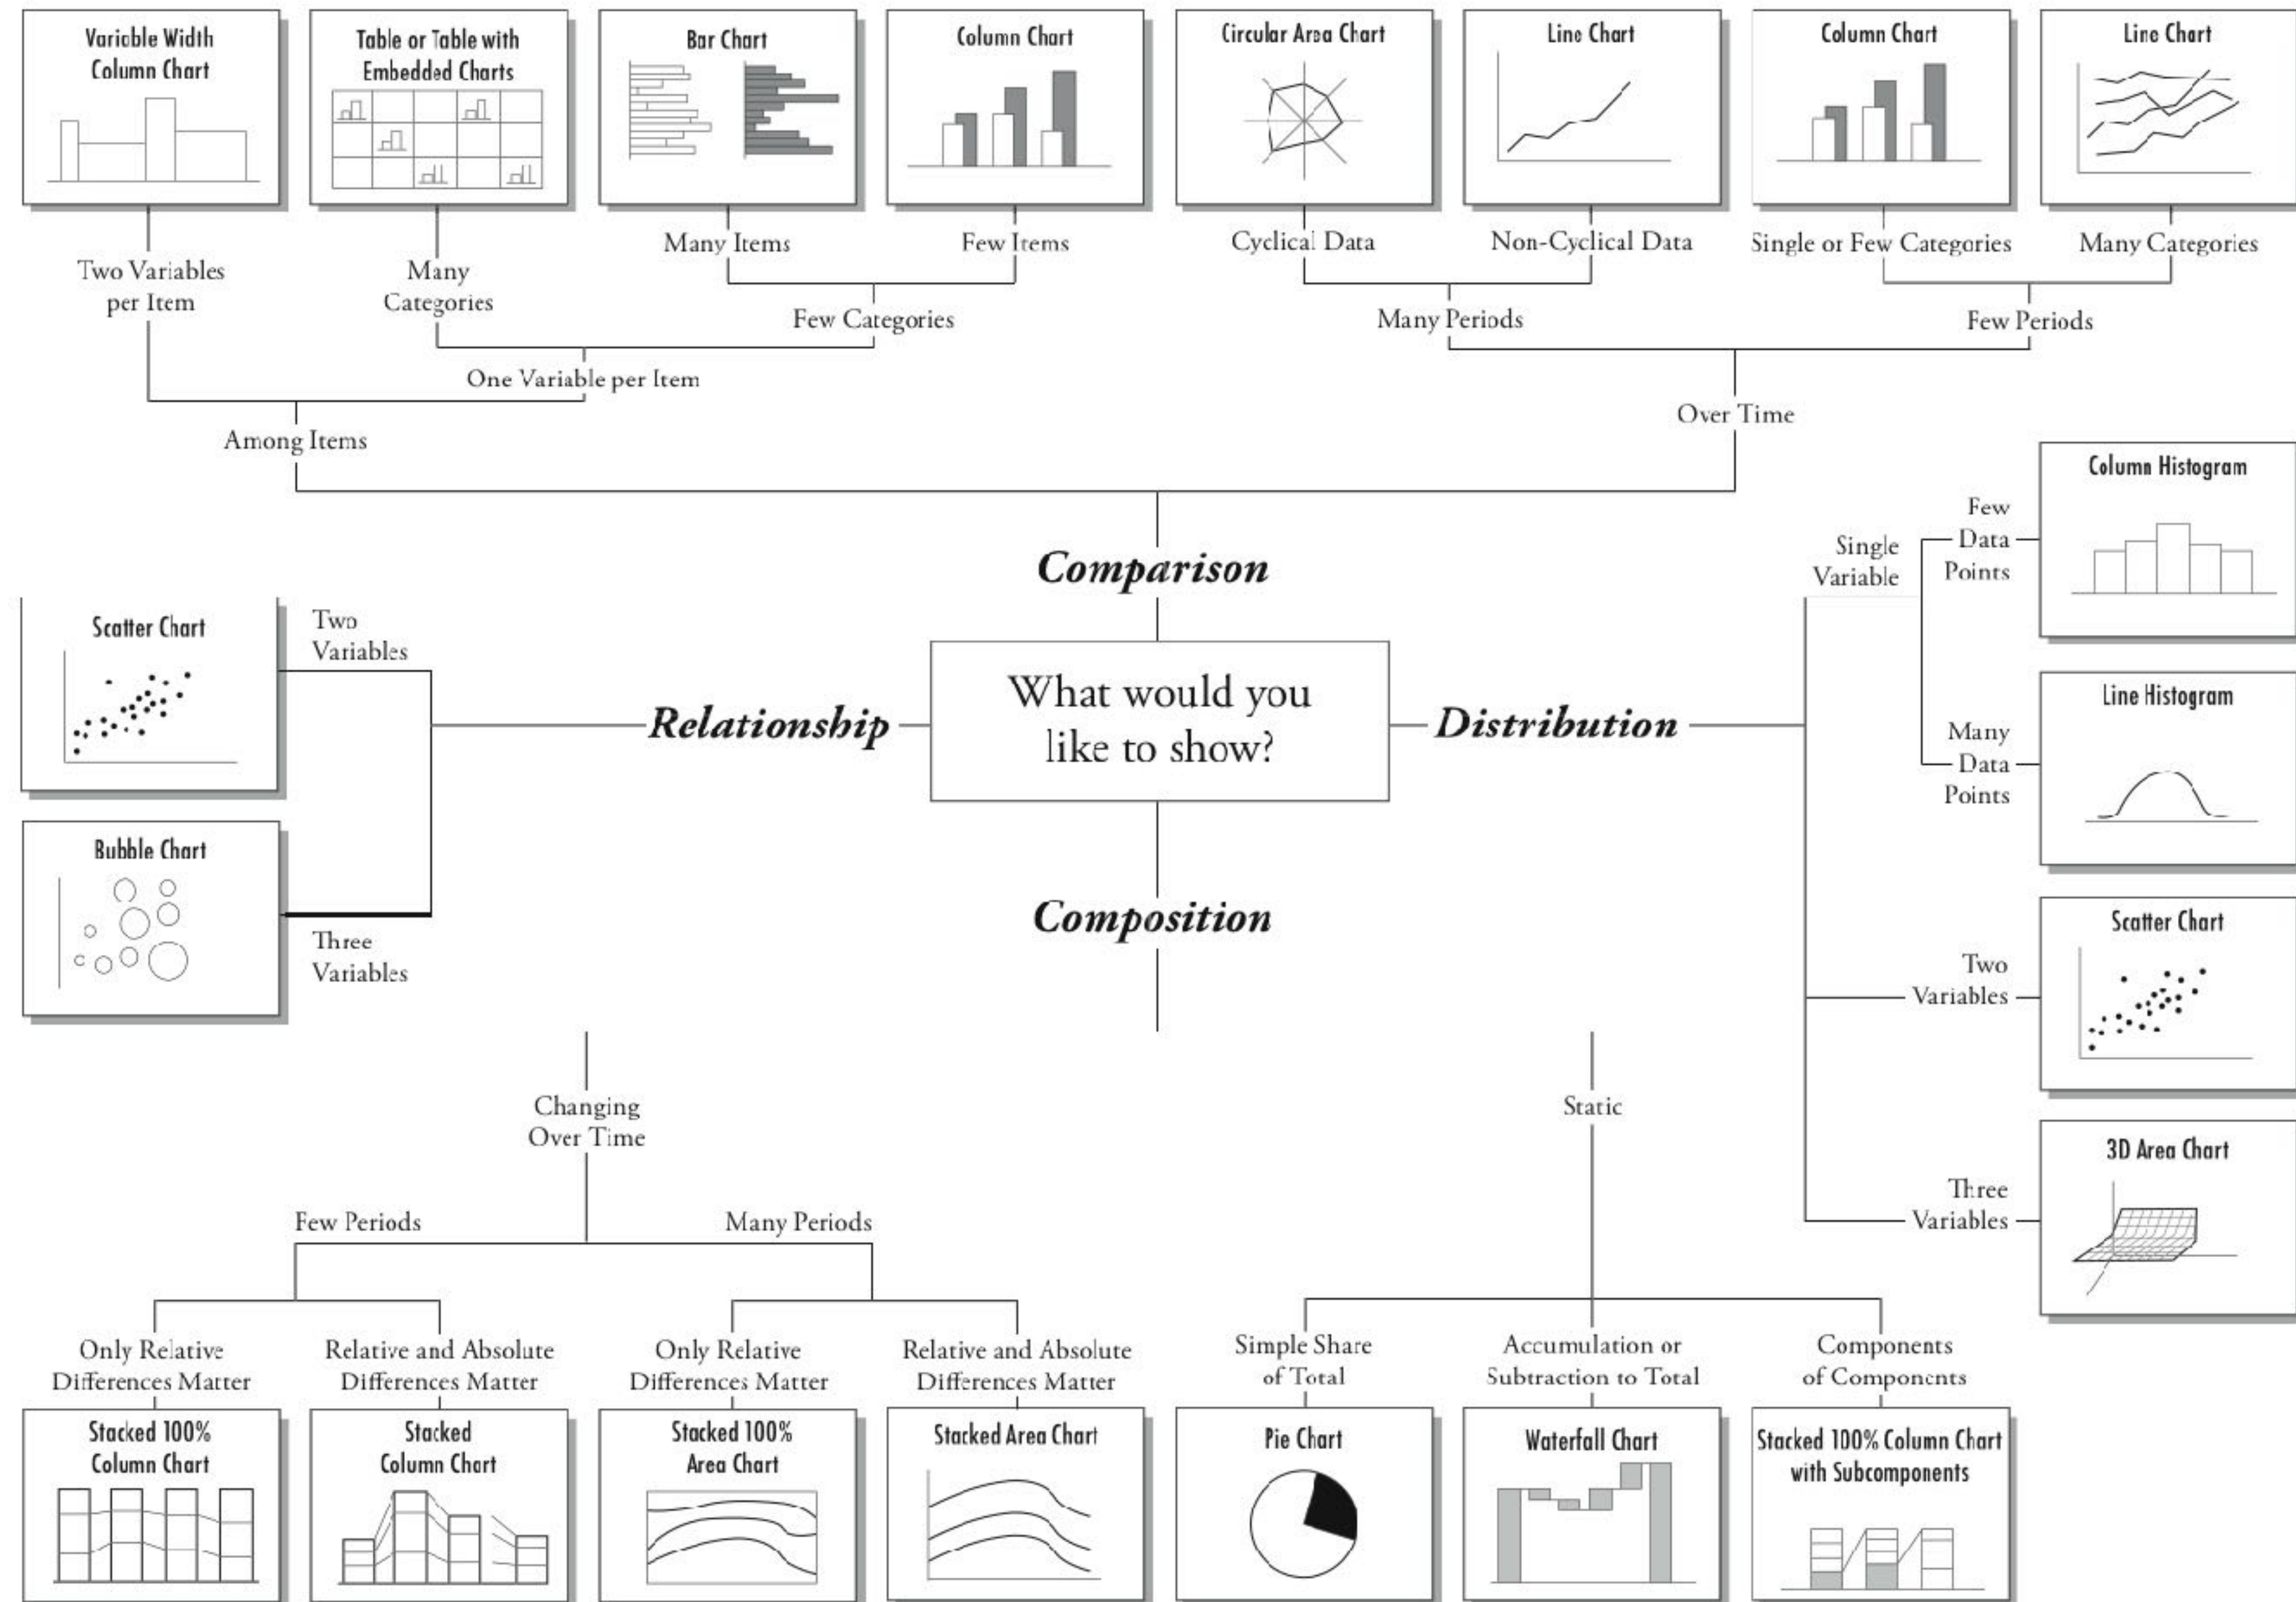 Variable Width
Column Chart
Table or Table with
Embedded Charts
Bar Chart
Column Chart
Circular Area Chart
Line Chart
Column Chart
Line Chart
Two Variables
per Item
Many
Categories
Many Items
Few Items
Cyclical Data
Non-Cyclical Data
Single or Few Categories
Many Categories
Few Categories
Many Periods
Few Periods
One Variable per Item
Among Items
Over Time
Comparison
What would you
like to show?
Relationship
Two
Variables
Scatter Chart
Three
Variables
Bubble Chart
Distribution
Single
Variable
Few
Data
Points
Column Histogram
Many
Data
Points
Line Histogram
Two
Variables
Scatter Chart
Three
Variables
3D Area Chart
Composition
Changing
Over Time
Static
Few Periods
Many Periods
Only Relative
Differences Matter
Relative and Absolute
Differences Matter
Only Relative
Differences Matter
Relative and Absolute
Differences Matter
Simple Share
of Total
Accumulation or
Subtraction to Total
Components
of Components
Stacked 100%
Column Chart
Stacked
Column Chart
Stacked 100%
Area Chart
Stacked Area Chart
Pie Chart
Waterfall Chart
Stacked 100% Column Chart
with Subcomponents